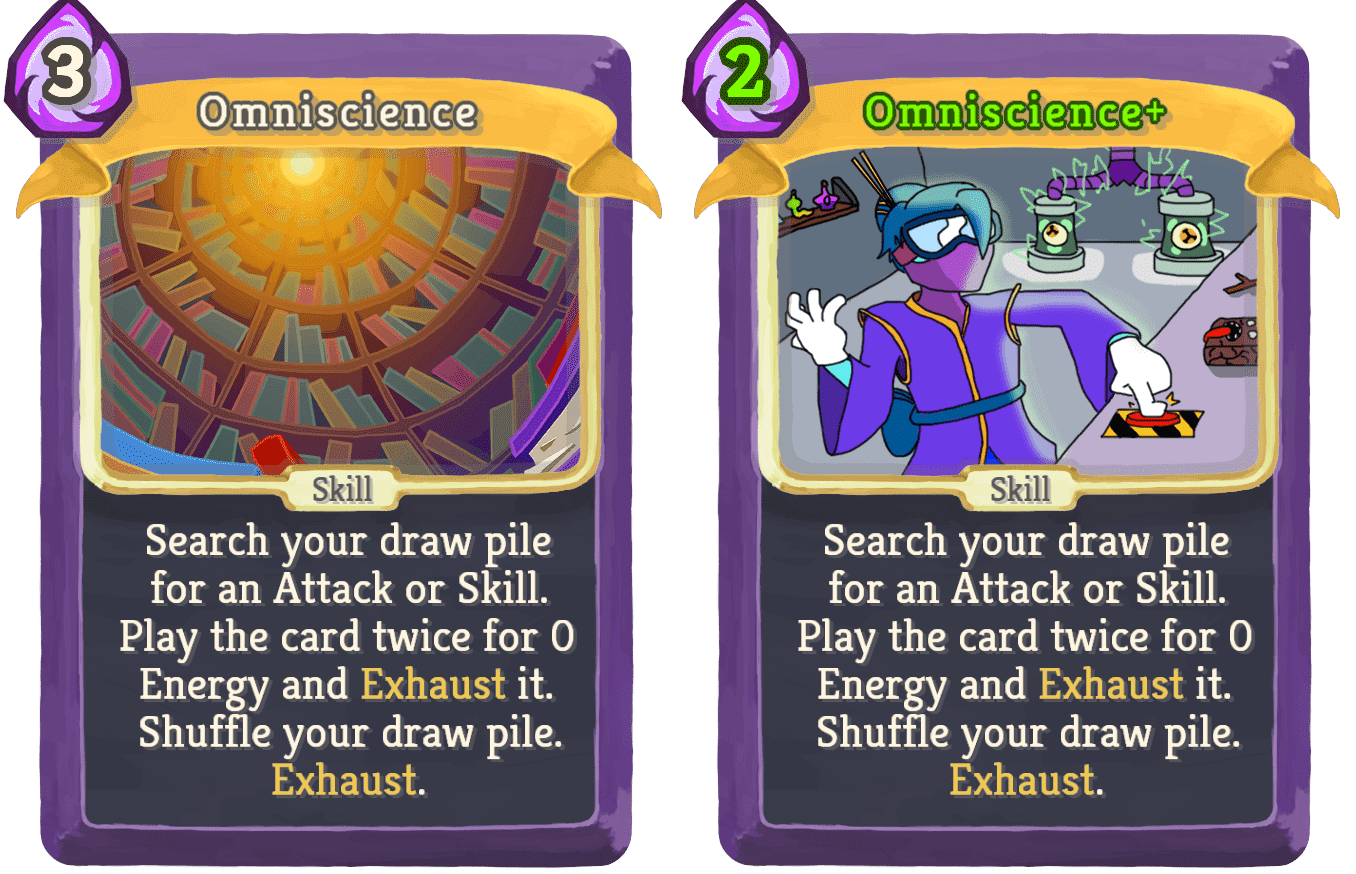 3
Omniscience
Skill
Search your draw pile
for an Attack or Skill.
Play the card twice for 0
Energy and Exhaust it.
Shuffle your draw pile.
Exhaust.
2
Omniscience+
Skill
Search your draw pile
for an Attack or Skill.
Play the card twice for 0
Energy and Exhaust it.
Shuffle your draw pile.
Exhaust.